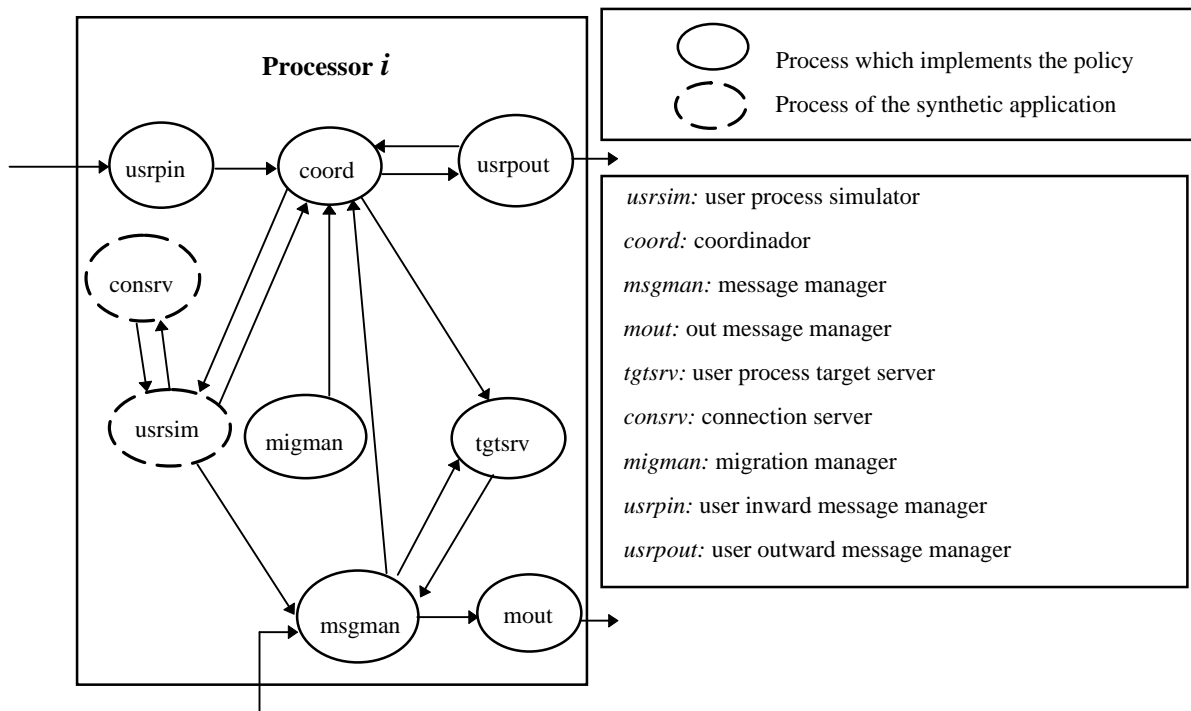 Processor i
usrpin
coord
usrpout
consrv
usrsim
migman
tgtsrv
msgman
mout
Process which implements the policy
Process of the synthetic application
usrsim: user process simulator
coord: coordinador
msgman: message manager
mout: out message manager
tgtsrv: user process target server
consrv: connection server
migman: migration manager
usrpin: user inward message manager
usrpout: user outward message manager